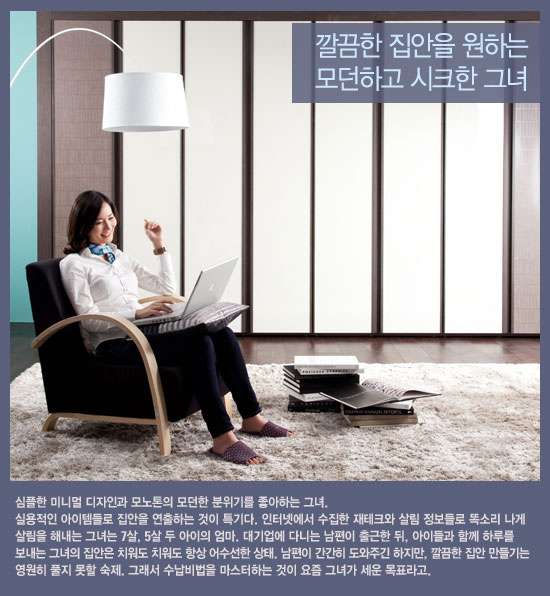 깔끔한 집안을 원하는
모던하고 시크한 그녀
심플한 미니멀 디자인과 모노톤의 모던한 분위기를 좋아하는 그녀.
실용적인 아이템들로 집안을 연출하는 것이 특기다. 인터넷에서 수집한 재테크와 살림 정보들로 똑소리 나게
살림을 해내는 그녀는 7살, 5살 두 아이의 엄마. 대기업에 다니는 남편이 출근한 뒤, 아이들과 함께 하루를
보내는 그녀의 집안은 치워도 치워도 항상 어수선한 상태. 남편이 간간히 도와주긴 하지만, 깔끔한 집안 만들기는
영원히 풀지 못할 숙제. 그래서 수납비법을 마스터하는 것이 요즘 그녀가 세운 목표라고.